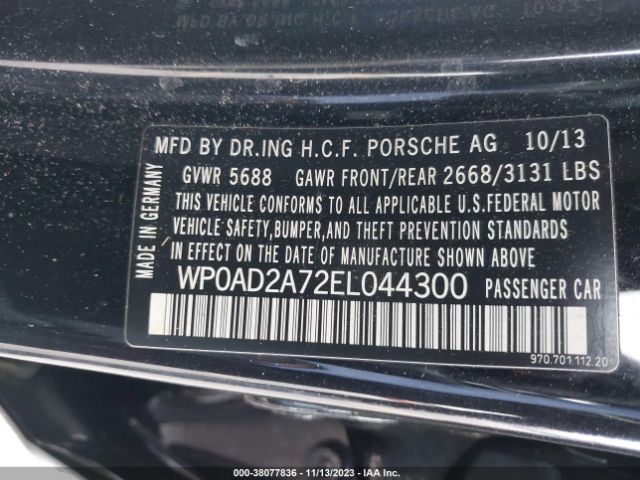 MFD BY DR.ING H.C.F. PORSCHE AG 10/13
GVWR 5688 GAWR FRONT/REAR 2668/3131 LBS
THIS VEHICLE CONFORMS TO ALL APPLICABLE U.S.FEDERAL MOTOR
VEHICLE SAFETY,BUMPER,AND THEFT PREVENTION STANDARDS
IN EFFECT ON THE DATE OF MANUFACTURE SHOWN ABOVE
WP0AD2A72EL044300 PASSENGER CAR
MADE IN GERMANY
970.701.112.20
000 - 38077836 - 11/13/2023 - IAA Inc.